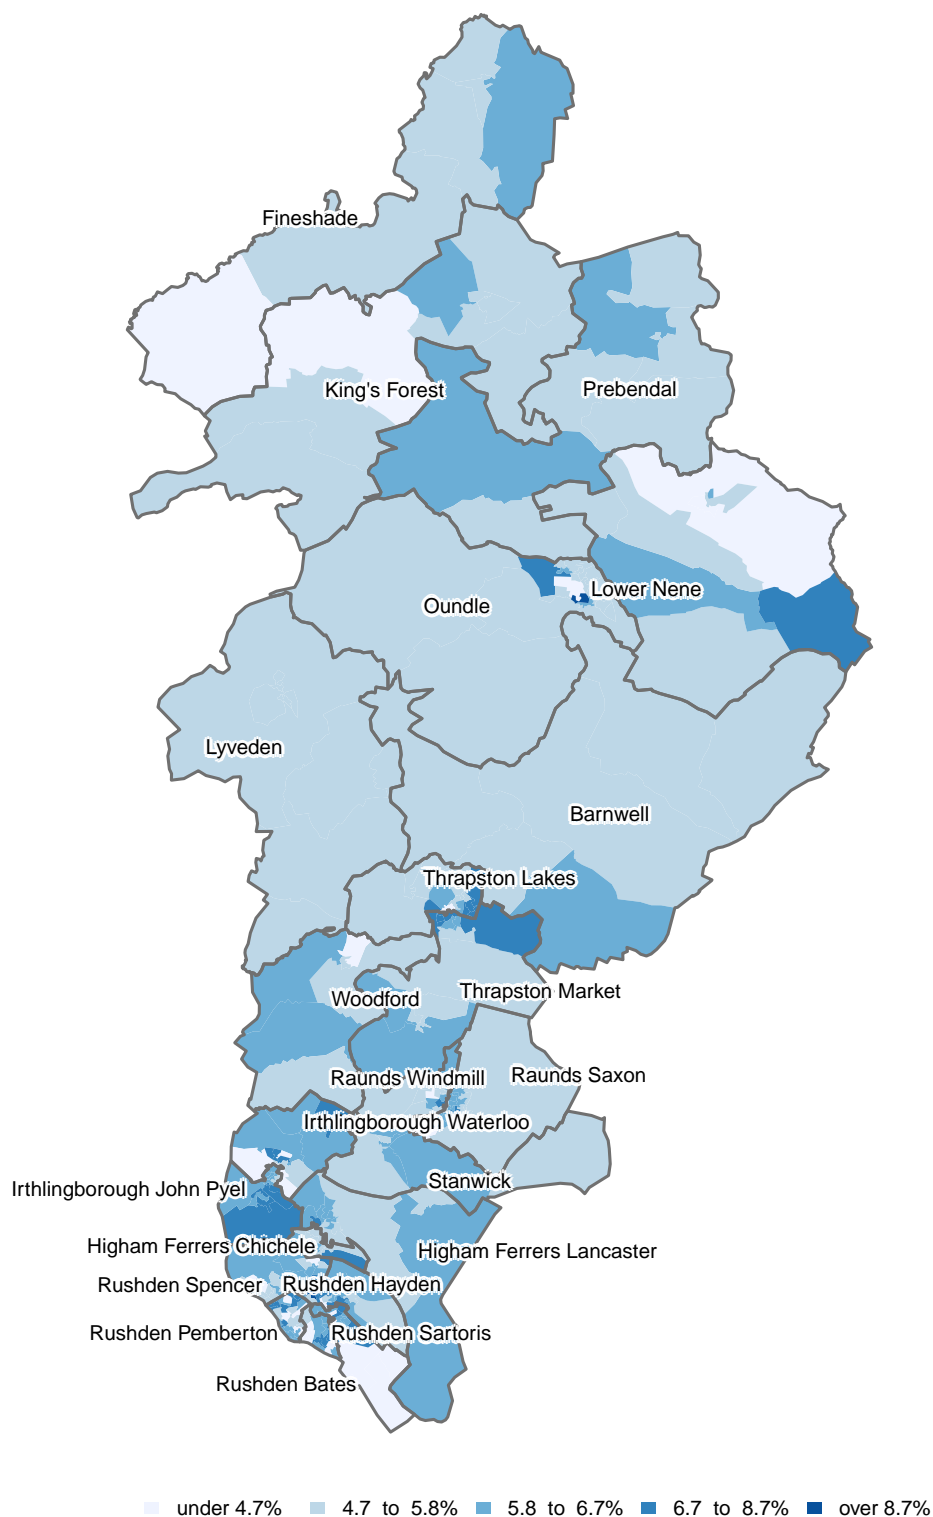 Fineshade
King's Forest
Prebendal
Lower Nene
Oundle
Lyveden
Barnwell
Thrapston Lakes
Thrapston Market
Woodford
Raunds Saxon
Raunds Windmill
Irthlingborough Waterloo
Stanwick
Irthlingborough John Pyel
Higham Ferrers Chichele
Higham Ferrers Lancaster
Rushden Spencer
Rushden Hayden
Rushden Pemberton
Rushden Sartoris
Rushden Bates
under 4.7% 4.7 to 5.8% 5.8 to 6.7% 6.7 to 8.7% over 8.7%